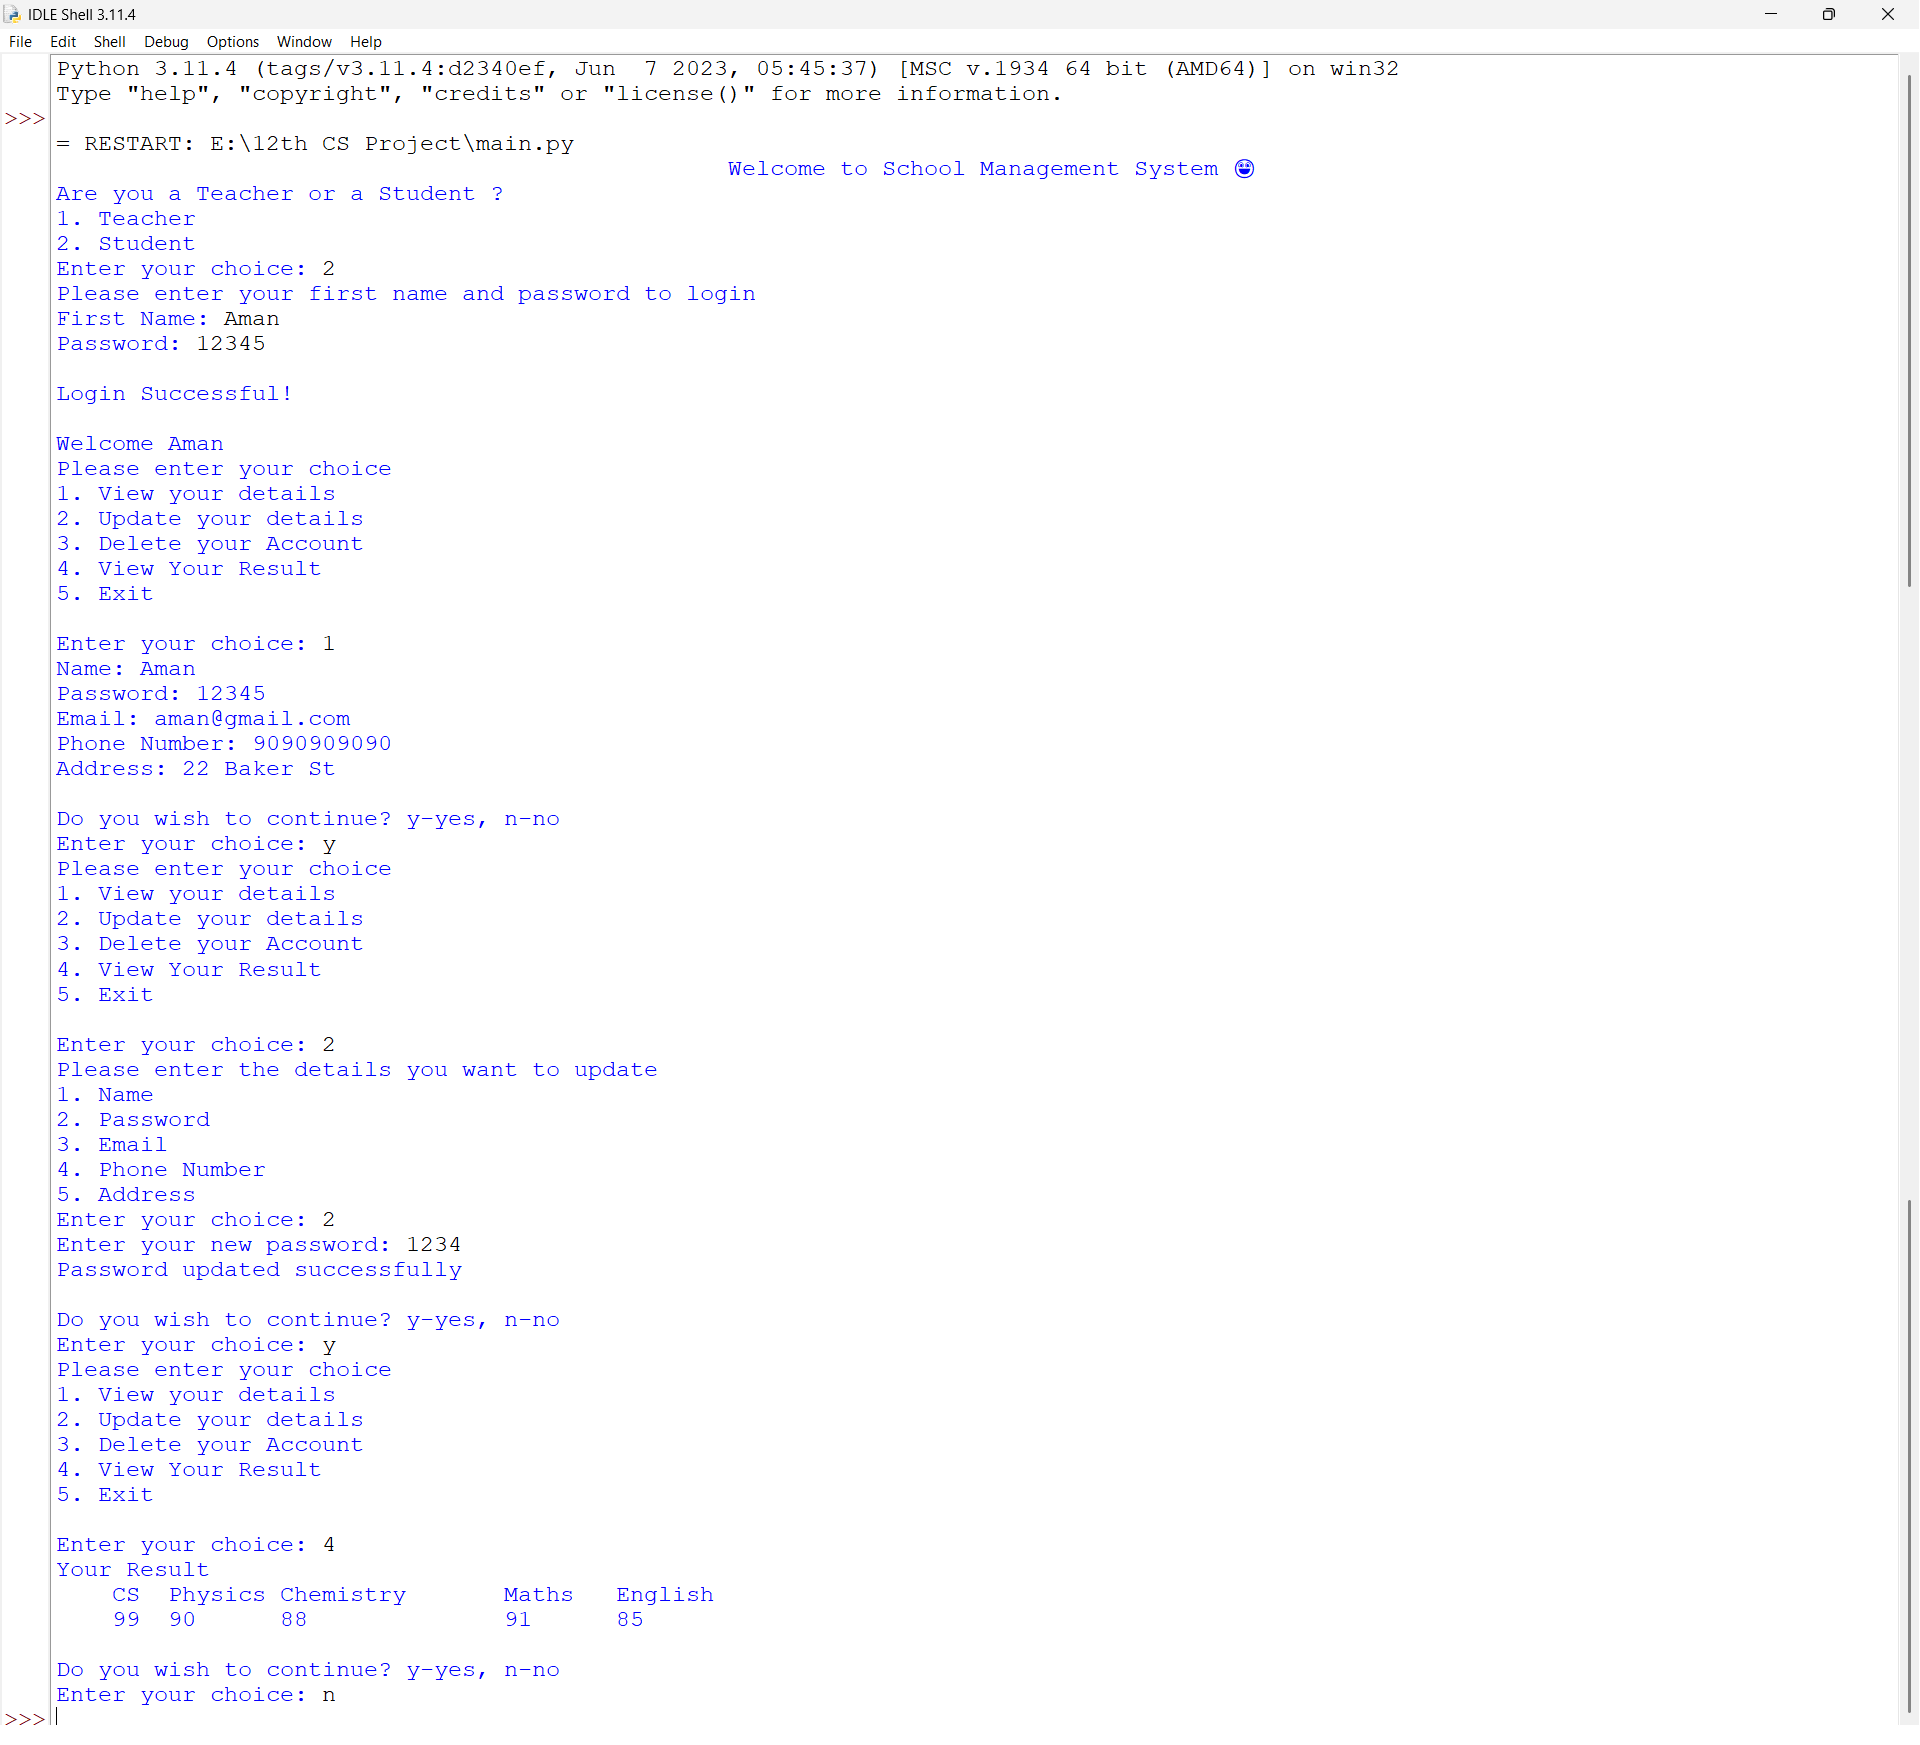 IDLE Shell 3.11.4
File Edit Shell Debug Options Window Help
Python 3.11.4 (tags/v3.11.4:d2340ef, Jun  7 2023, 05:45:37) [MSC v.1934 64 bit (AMD64)] on win32
Type "help", "copyright", "credits" or "license()" for more information.
>>>
= RESTART: E:\12th CS Project\main.py
Welcome to School Management System 😀
Are you a Teacher or a Student ?
1. Teacher
2. Student
Enter your choice: 2
Please enter your first name and password to login
First Name: Aman
Password: 12345
Login Successful!
Welcome Aman
Please enter your choice
1. View your details
2. Update your details
3. Delete your Account
4. View Your Result
5. Exit
Enter your choice: 1
Name: Aman
Password: 12345
Email: aman@gmail.com
Phone Number: 9090909090
Address: 22 Baker St
Do you wish to continue? y-yes, n-no
Enter your choice: y
Please enter your choice
1. View your details
2. Update your details
3. Delete your Account
4. View Your Result
5. Exit
Enter your choice: 2
Please enter the details you want to update
1. Name
2. Password
3. Email
4. Phone Number
5. Address
Enter your choice: 2
Enter your new password: 1234
Password updated successfully
Do you wish to continue? y-yes, n-no
Enter your choice: y
Please enter your choice
1. View your details
2. Update your details
3. Delete your Account
4. View Your Result
5. Exit
Enter your choice: 4
Your Result
CS Physics Chemistry Maths English
99 90 88 91 85
Do you wish to continue? y-yes, n-no
Enter your choice: n
>>>